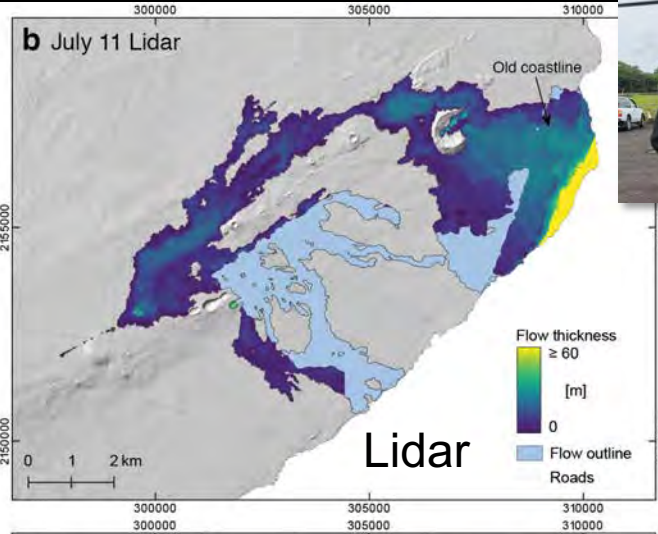 300000 305000 310000
b July 11 Lidar
Old coastline
2155000
Flow thickness
≥ 60
[m]
0
2150000
0 1 2 km
Lidar
Flow outline
Roads
300000 305000 310000
300000 305000 310000